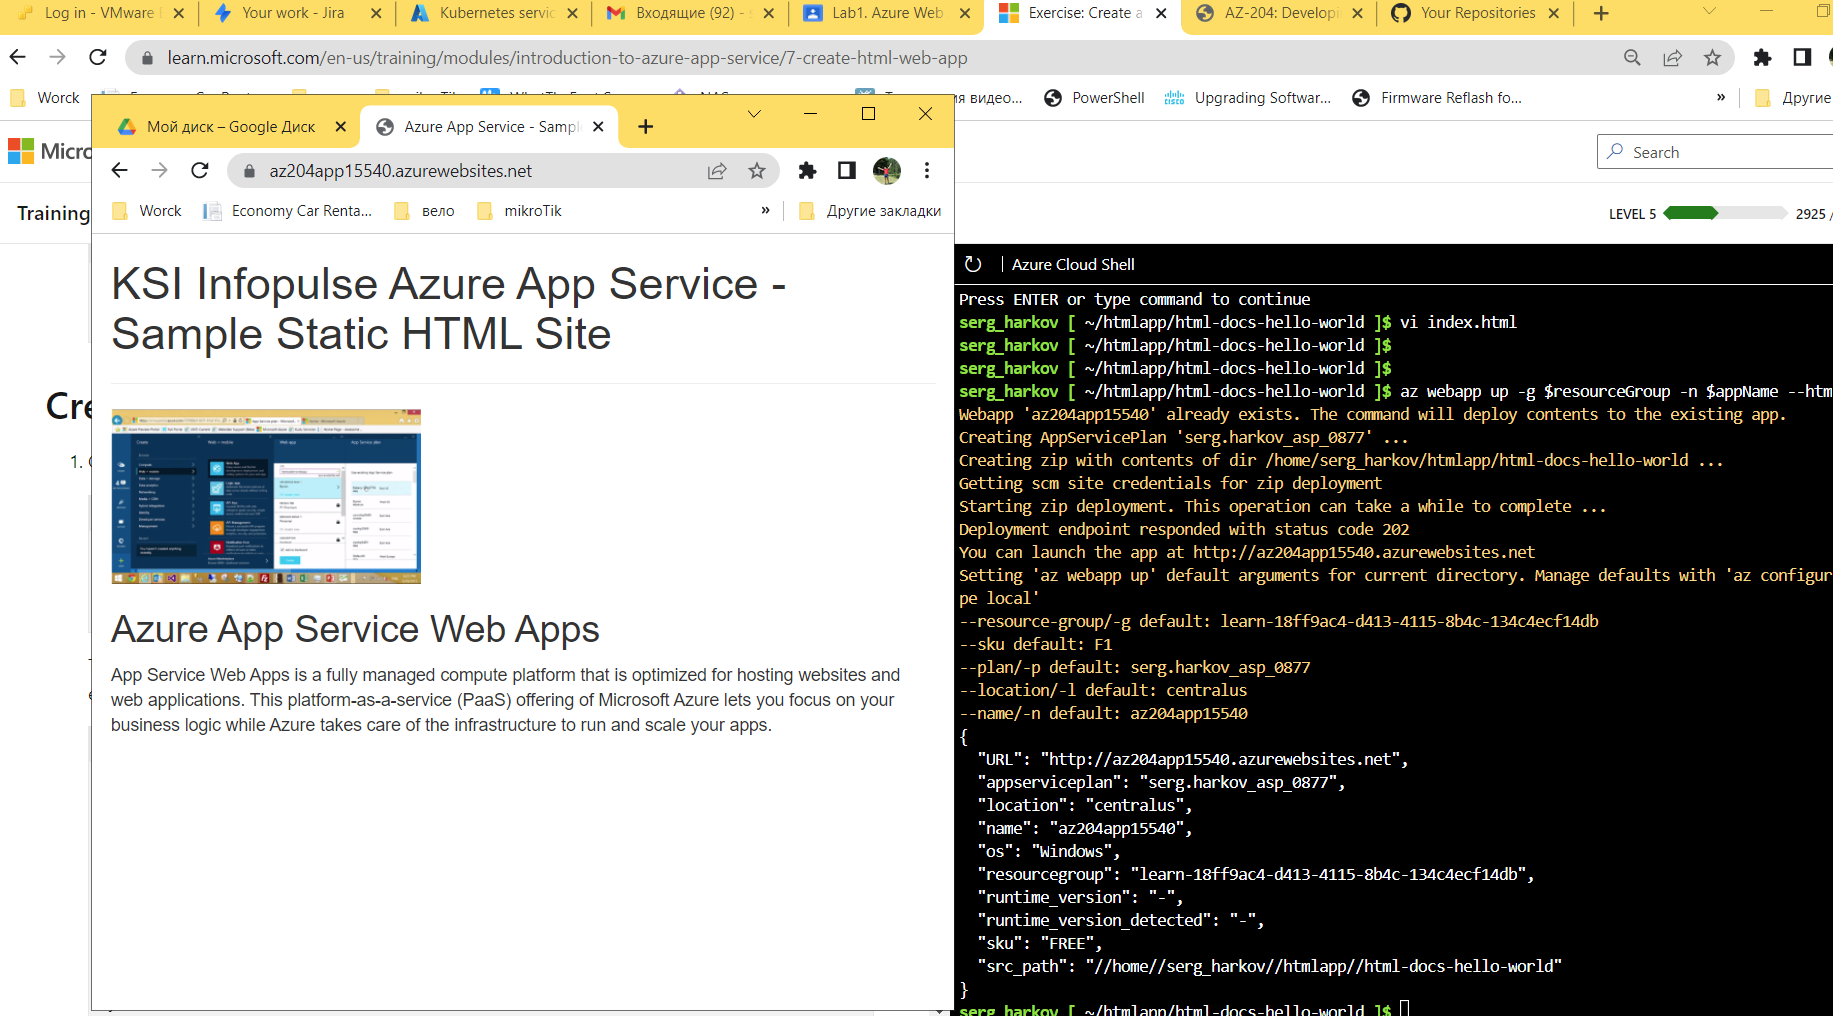 Log in - VMware
Your work - Jira
Kubernetes servic
Входящие (92) -
Lab1. Azure Web
Exercise: Create a
AZ-204: Developi
Your Repositories
learn.microsoft.com/en-us/training/modules/introduction-to-azure-app-service/7-create-html-web-app
Worck
я видео...
PowerShell
Upgrading Softwar...
Firmware Reflash fo...
»
Другие
Micro
Search
Training
LEVEL 5
2925 /
Cre
1.
Мой диск – Google Диск
Azure App Service - Sampl
az204app15540.azurewebsites.net
Worck
Economy Car Renta...
вело
mikroTik
»
Другие закладки
KSI Infopulse Azure App Service -
Sample Static HTML Site
Azure App Service Web Apps
App Service Web Apps is a fully managed compute platform that is optimized for hosting websites and
web applications. This platform-as-a-service (PaaS) offering of Microsoft Azure lets you focus on your
business logic while Azure takes care of the infrastructure to run and scale your apps.
Azure Cloud Shell
Press ENTER or type command to continue
serg_harkov [ ~/htmlapp/html-docs-hello-world ]$ vi index.html
serg_harkov [ ~/htmlapp/html-docs-hello-world ]$
serg_harkov [ ~/htmlapp/html-docs-hello-world ]$
serg_harkov [ ~/htmlapp/html-docs-hello-world ]$ az webapp up -g $resourceGroup -n $appName --htm
Webapp 'az204app15540' already exists. The command will deploy contents to the existing app.
Creating AppServicePlan 'serg.harkov_asp_0877' ...
Creating zip with contents of dir /home/serg_harkov/htmlapp/html-docs-hello-world ...
Getting scm site credentials for zip deployment
Starting zip deployment. This operation can take a while to complete ...
Deployment endpoint responded with status code 202
You can launch the app at http://az204app15540.azurewebsites.net
Setting 'az webapp up' default arguments for current directory. Manage defaults with 'az configur
pe local'
--resource-group/-g default: learn-18ff9ac4-d413-4115-8b4c-134c4ecf14db
--sku default: F1
--plan/-p default: serg.harkov_asp_0877
--location/-l default: centralus
--name/-n default: az204app15540
{
"URL": "http://az204app15540.azurewebsites.net",
"appserviceplan": "serg.harkov_asp_0877",
"location": "centralus",
"name": "az204app15540",
"os": "Windows",
"resourcegroup": "learn-18ff9ac4-d413-4115-8b4c-134c4ecf14db",
"runtime_version": "-",
"runtime_version_detected": "-",
"sku": "FREE",
"src_path": "//home//serg_harkov//htmlapp//html-docs-hello-world"
}
serg_harkov [ ~/htmlapp/html-docs-hello-world ]$